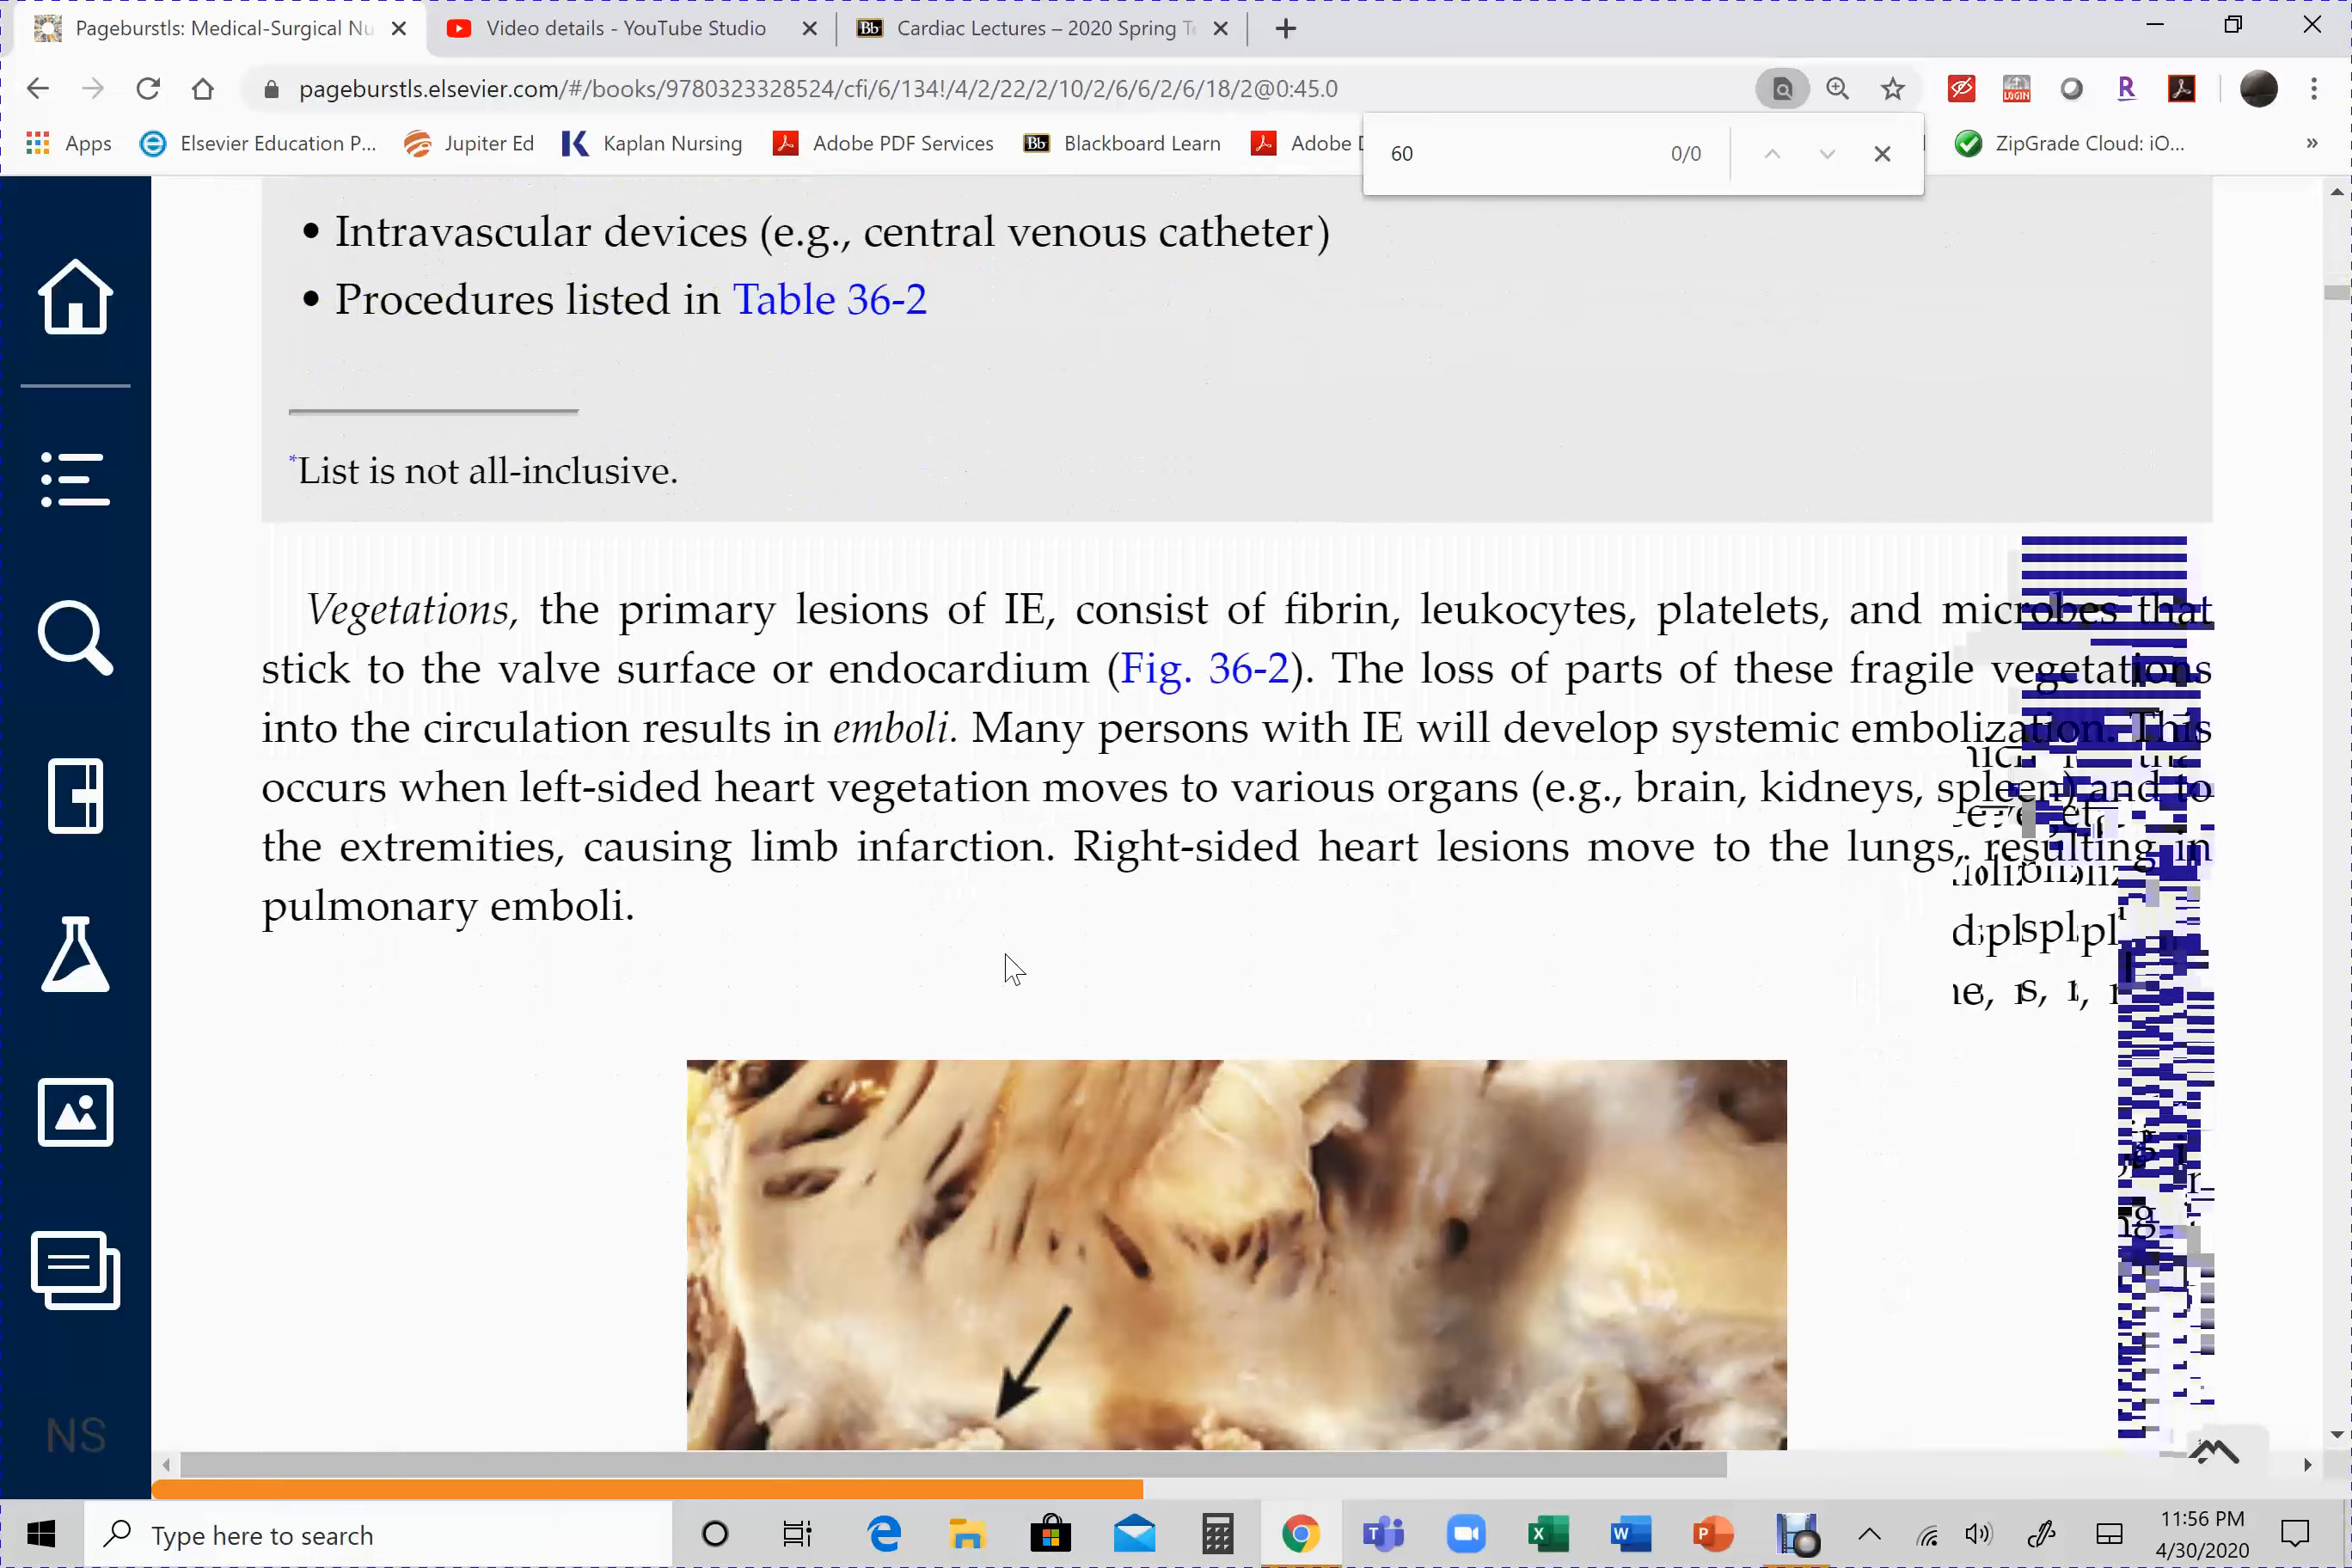 Pageburstls: Medical-Surgical Nu
Video details - YouTube Studio
Bb Cardiac Lectures – 2020 Spring Te
pageburstls.elsevier.com/#/books/9780323328524/cfi/6/134!/4/2/22/2/10/2/6/6/2/6/18/2@0:45.0
LOGIN
R
Apps
Elsevier Education P...
Jupiter Ed
Kaplan Nursing
Adobe PDF Services
Bb Blackboard Learn
Adobe
60
0/0
ZipGrade Cloud: iO...
»
• Intravascular devices (e.g., central venous catheter)
• Procedures listed in Table 36-2
*List is not all-inclusive.
Vegetations, the primary lesions of IE, consist of fibrin, leukocytes, platelets, and microbes that
stick to the valve surface or endocardium (Fig. 36-2). The loss of parts of these fragile vegetations
into the circulation results in emboli. Many persons with IE will develop systemic embolization. This
occurs when left-sided heart vegetation moves to various organs (e.g., brain, kidneys, spleen) and to
the extremities, causing limb infarction. Right-sided heart lesions move to the lungs, resulting in
pulmonary emboli.
NS
Type here to search
11:56 PM
4/30/2020